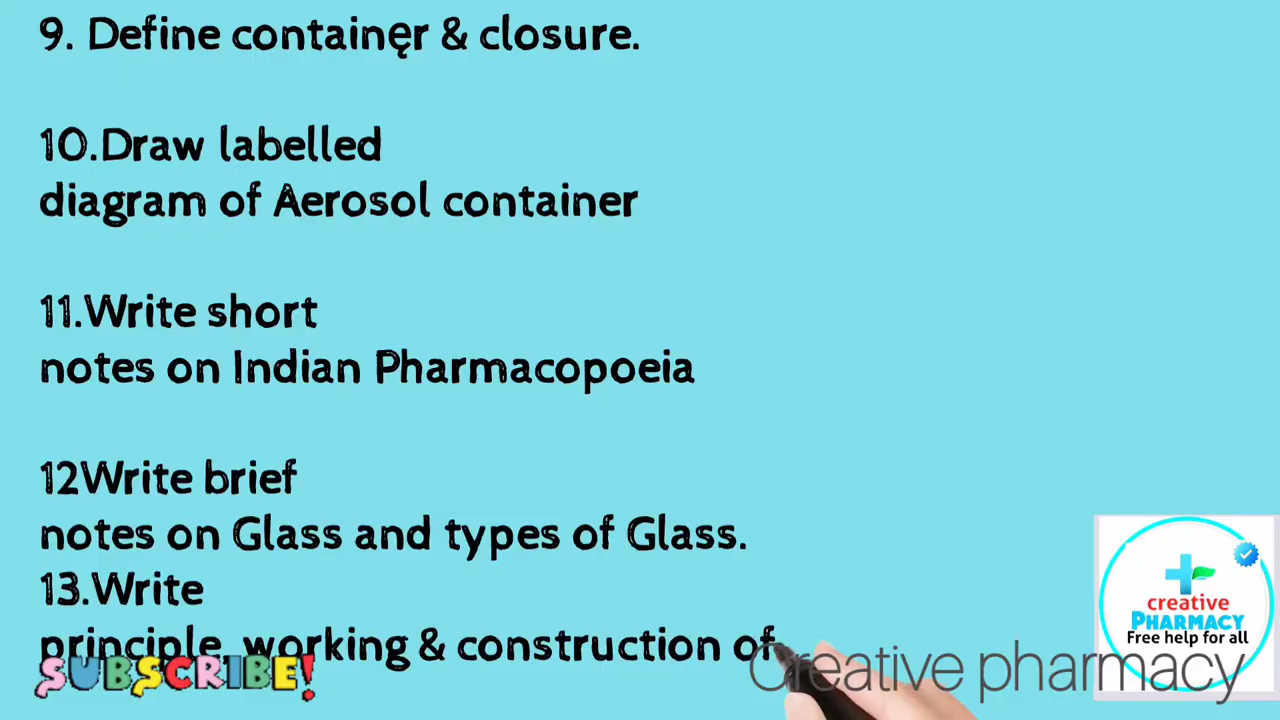 9. Define containęr & closure.
10.Draw labelled
diagram of Aerosol container
11.Write short
notes on Indian Pharmacopoeia
12Write brief
notes on Glass and types of Glass.
13.Write
principle, working & construction of
SUBSCRIBE!
Creative pharmacy
creative
PHARMACY
Free help for all